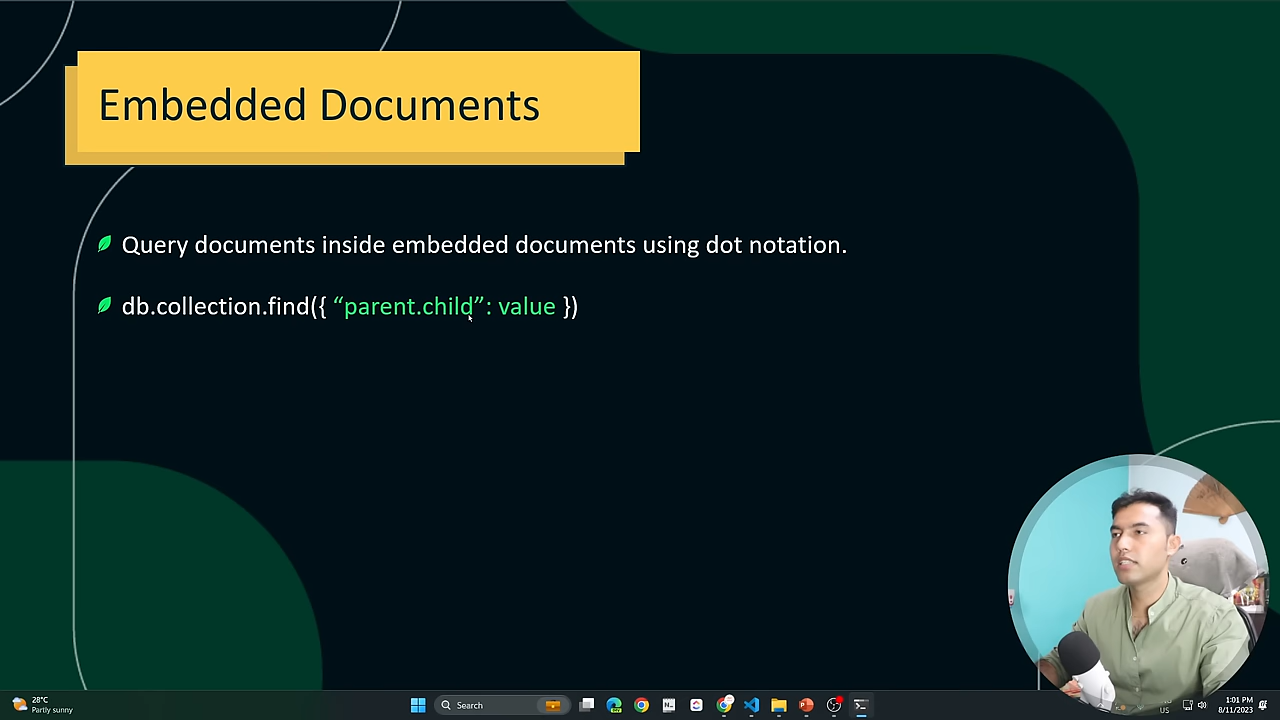 Embedded Documents
Query documents inside embedded documents using dot notation.
db.collection.find({ “parent.child”: value })
28°C
Partly sunny
Search
US
1:01 PM
8/11/2023